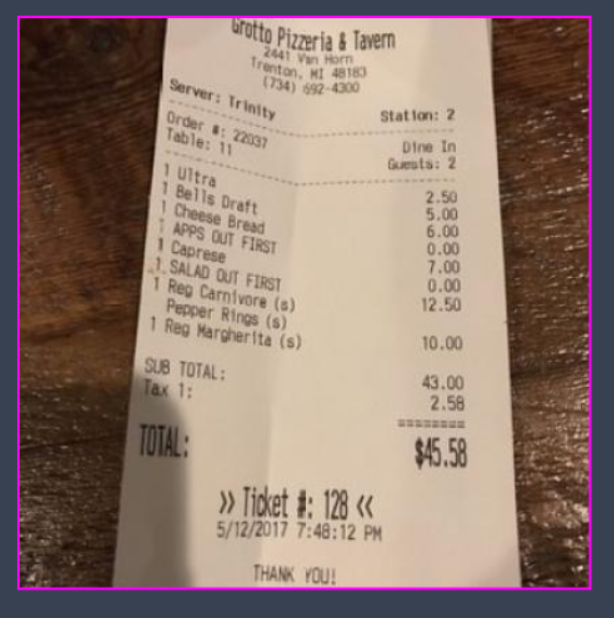 Grotto Pizzeria & Tavern
2441 Van Horn
Trenton, MI 48183
(734) 692-4300
Server: Trinity Station: 2
Order #: 22037 Dine In
Table: 11 Guests: 2
1 Ultra 2.50
1 Bells Draft 5.00
1 Cheese Bread 6.00
1 APPS OUT FIRST 0.00
1 Caprese 7.00
1 SALAD OUT FIRST 0.00
1 Reg Carnivore (s) 12.50
Pepper Rings (s)
1 Reg Margherita (s) 10.00
SUB TOTAL: 43.00
Tax 1: 2.58
========
TOTAL: $45.58
>> Ticket #: 128 <<
5/12/2017 7:48:12 PM
THANK YOU!